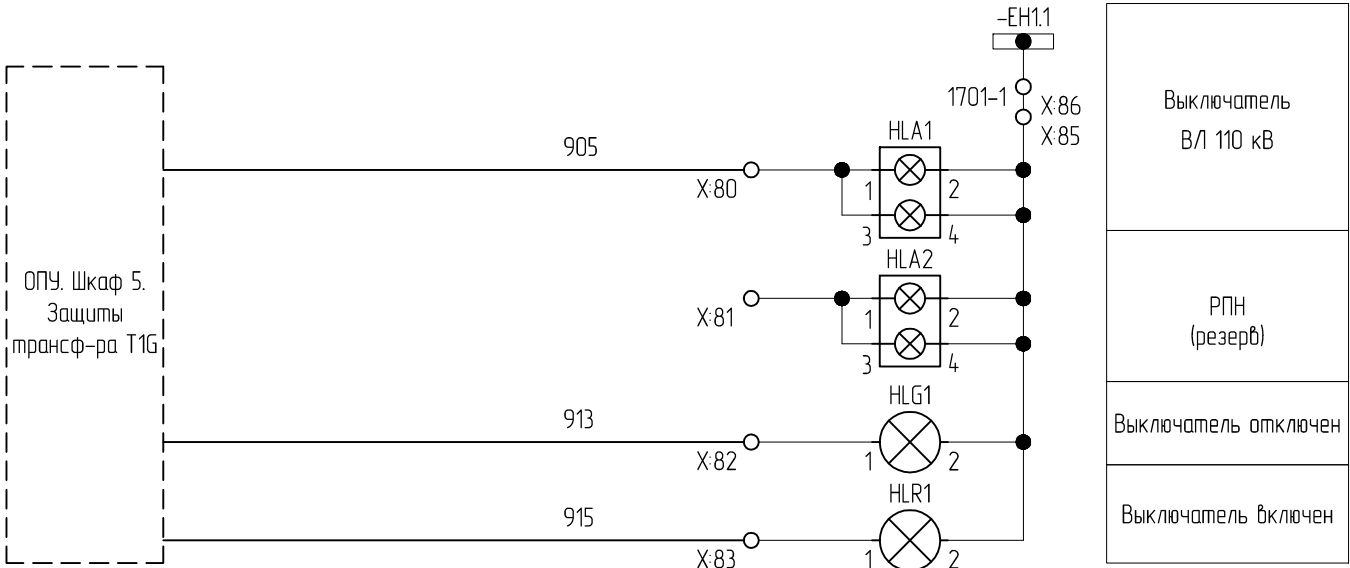 -EH1.1
1701-1
X:86
X:85
Выключатель
ВЛ 110 кВ
905
X:80
HLA1
1
2
3
4
ОПУ. Шкаф 5.
Защиты
трансф-ра T1G
X:81
HLA2
1
2
3
4
РПН
(резерв)
913
X:82
HLG1
1
2
Выключатель отключен
915
X:83
HLR1
1
2
Выключатель включен